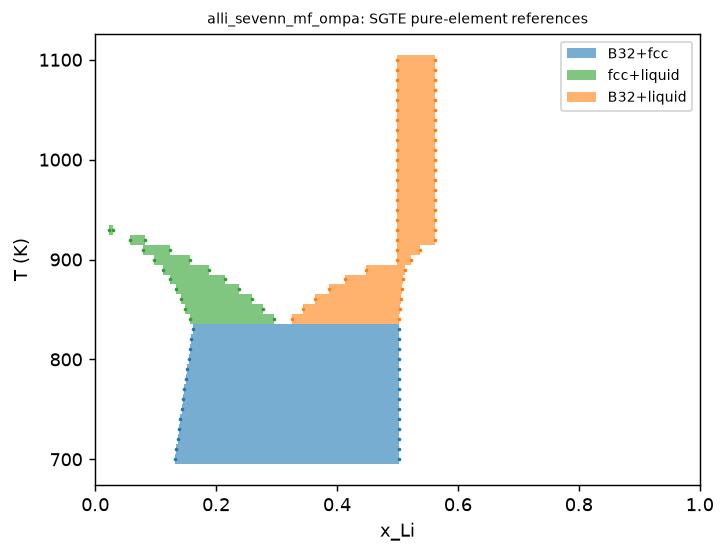 alli_sevenn_mf_ompa: SGTE pure-element references
B32+fcc
fcc+liquid
B32+liquid
1100
1000
900
800
700
T (K)
0.0 0.2 0.4 0.6 0.8 1.0
x_Li